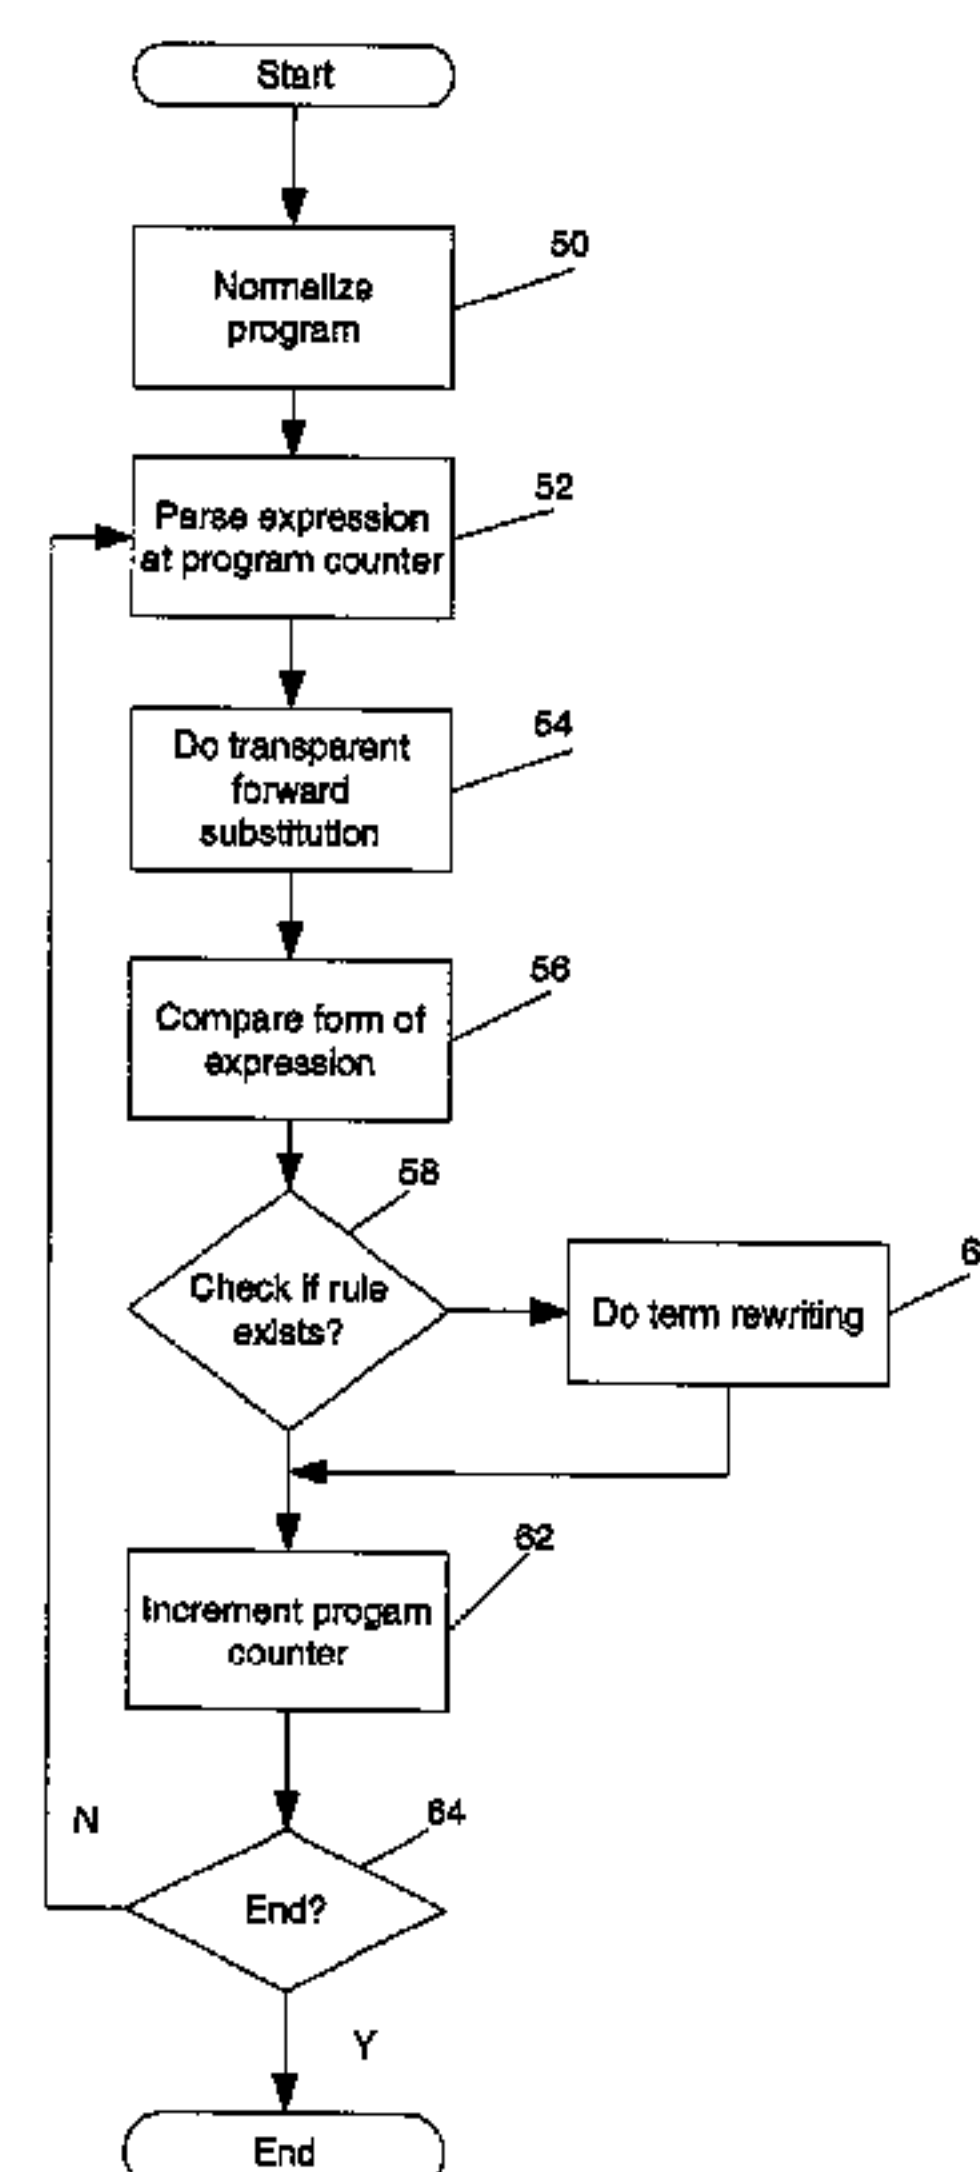 Start
50
Normalize
program
52
Parse expression
at program counter
54
Do transparent
forward
substitution
56
Compare form of
expression
58
Check if rule
exists?
6
Do term rewriting
62
Increment progam
counter
N
64
End?
Y
End